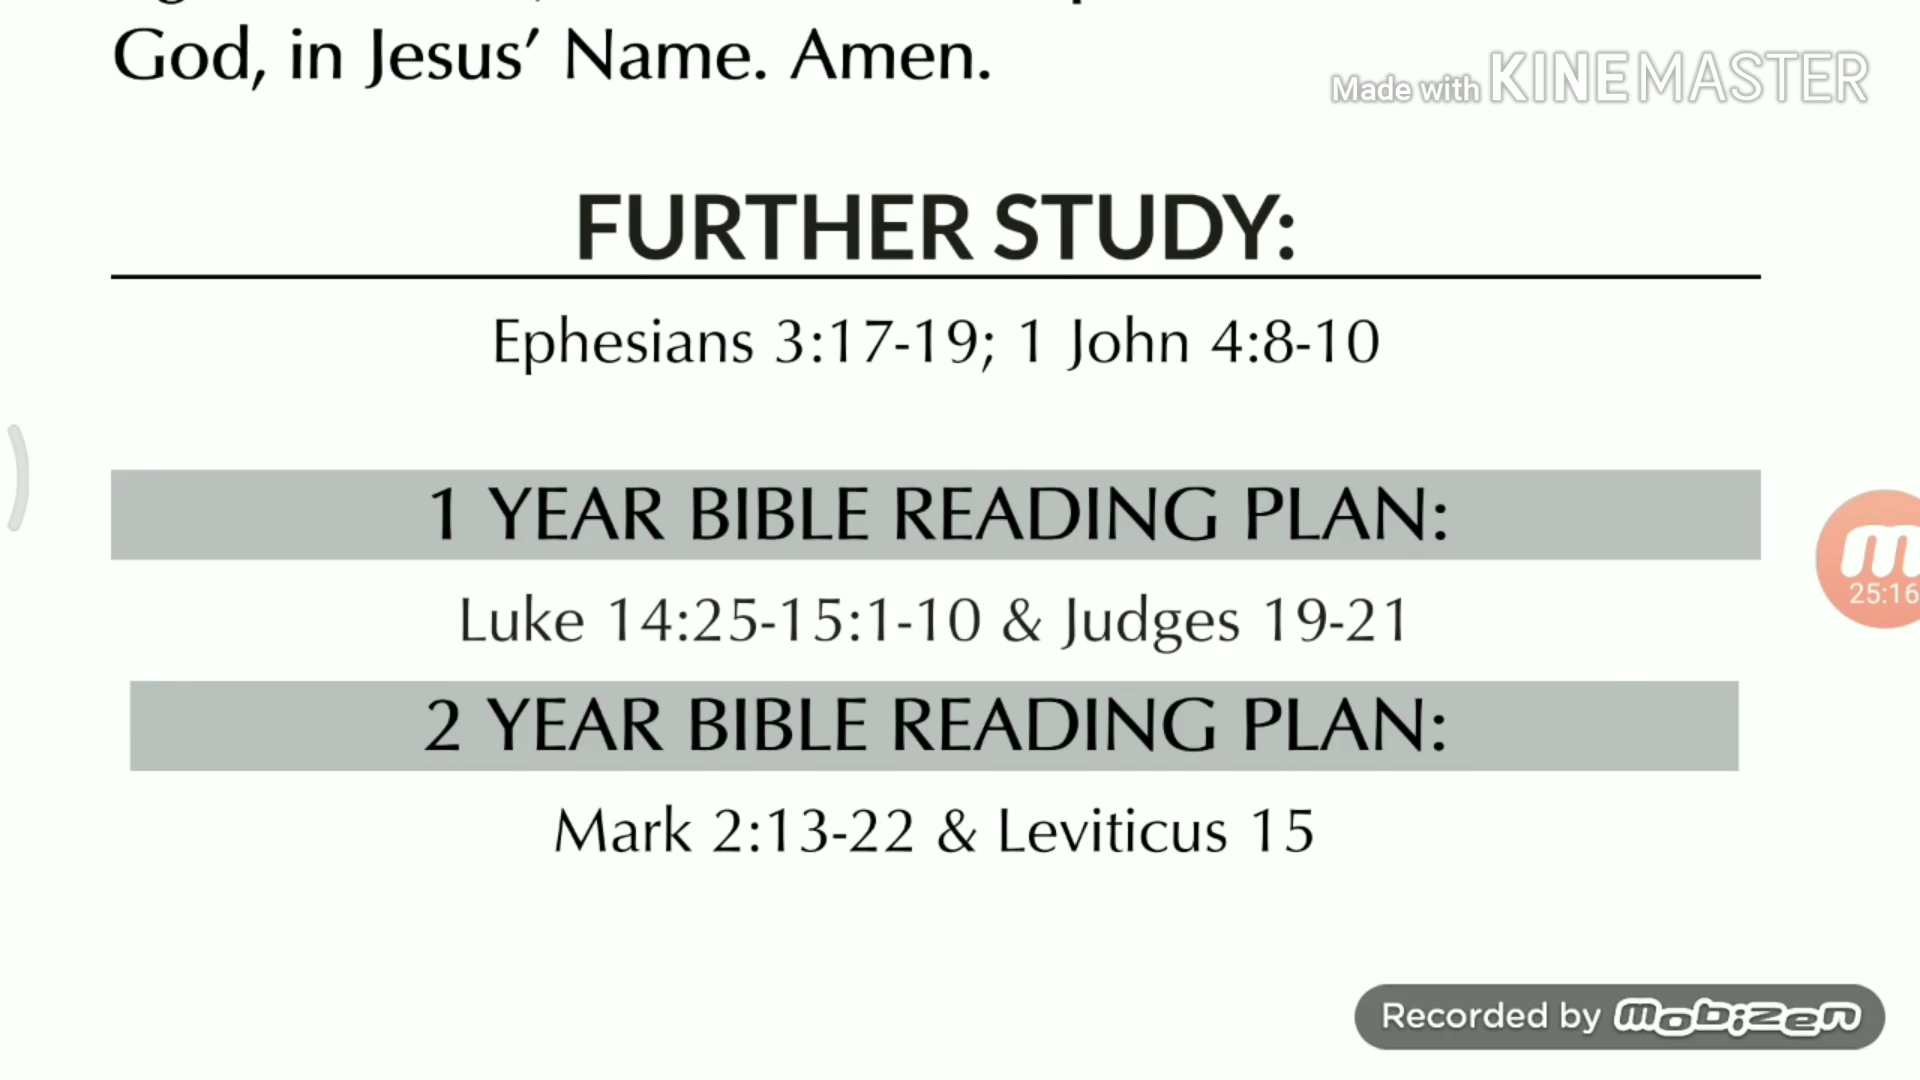 God, in Jesus’ Name. Amen.
Made with KINEMASTER
FURTHER STUDY:
Ephesians 3:17-19; 1 John 4:8-10
1 YEAR BIBLE READING PLAN:
Luke 14:25-15:1-10 & Judges 19-21
25:16
2 YEAR BIBLE READING PLAN:
Mark 2:13-22 & Leviticus 15
Recorded by mobizen